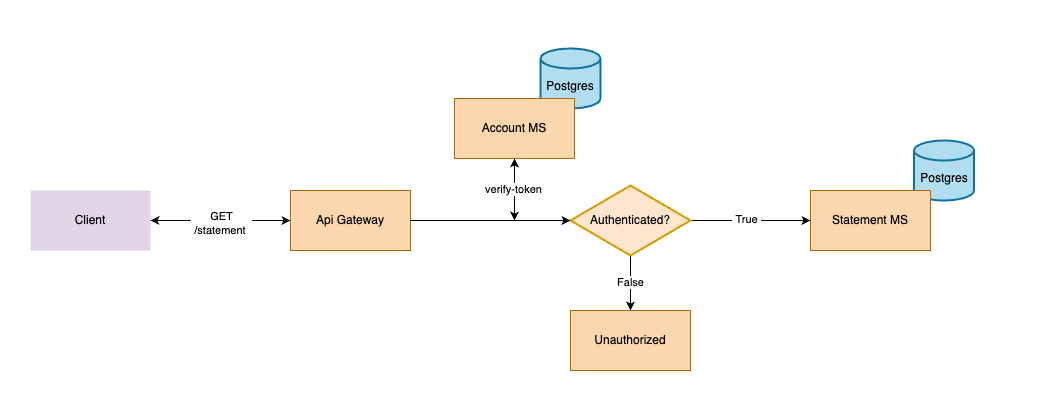 Postgres
Account MS
Postgres
verify-token
Client
GET
/statement
Api Gateway
Authenticated?
True
Statement MS
False
Unauthorized